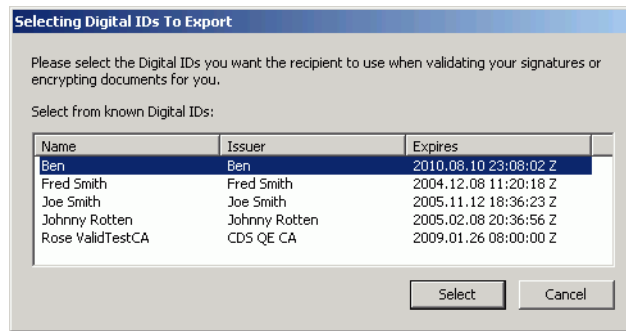 Selecting Digital IDs To Export
Please select the Digital IDs you want the recipient to use when validating your signatures or
encrypting documents for you.
Select from known Digital IDs:
Name Issuer Expires
Ben Ben 2010.08.10 23:08:02 Z
Fred Smith Fred Smith 2004.12.08 11:20:18 Z
Joe Smith Joe Smith 2005.11.12 18:36:23 Z
Johnny Rotten Johnny Rotten 2005.02.08 20:36:56 Z
Rose ValidTestCA CDS QE CA 2009.01.26 08:00:00 Z
Select Cancel